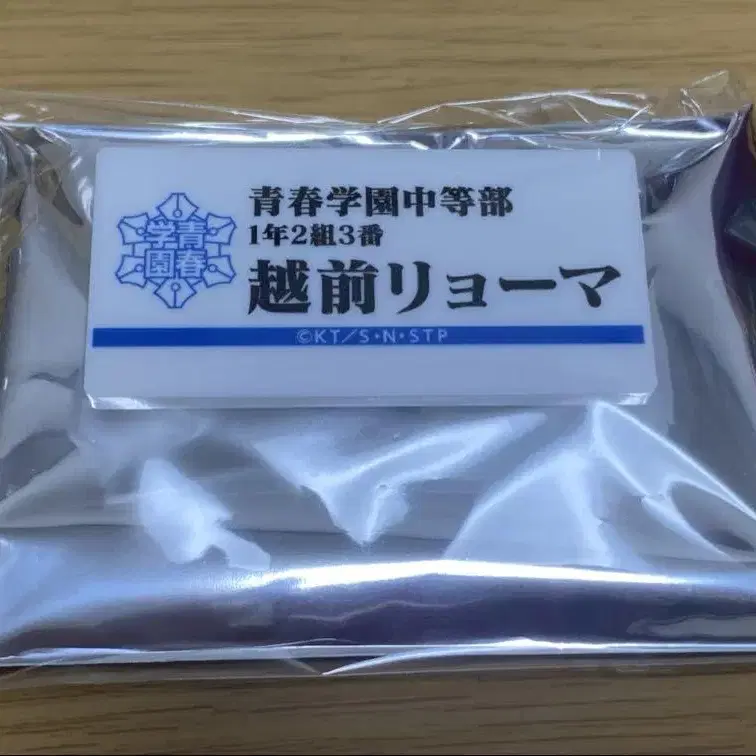 青春学園
青春学園中等部
1年2組3番
越前リョーマ
©KT/S・N・STP